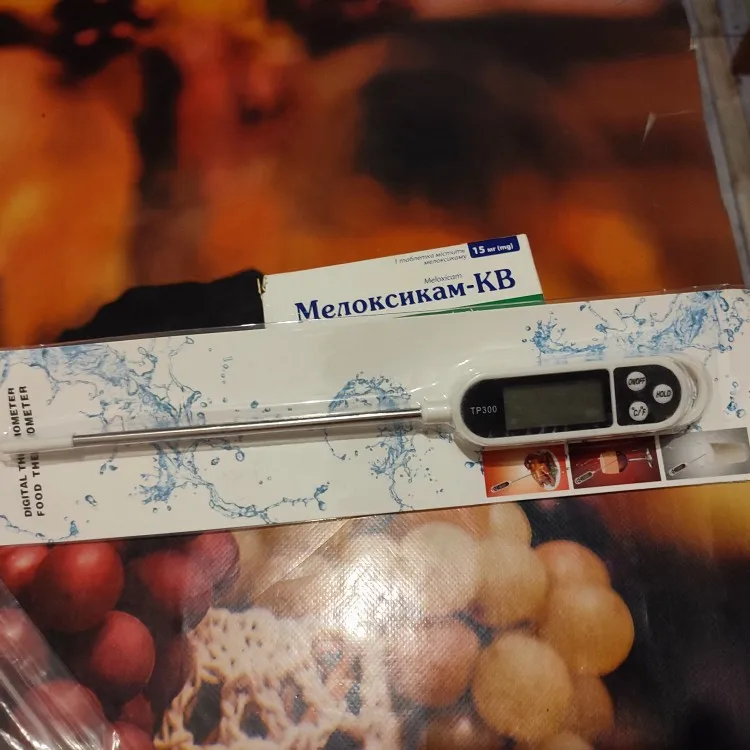 1 таблетка містить
мелоксикаму
15 мг (mg)
Meloxicam
Мелоксикам-КВ
DIGITAL THERMOMETER
FOOD THERMOMETER
TP300
ON/OFF
HOLD
°C/°F